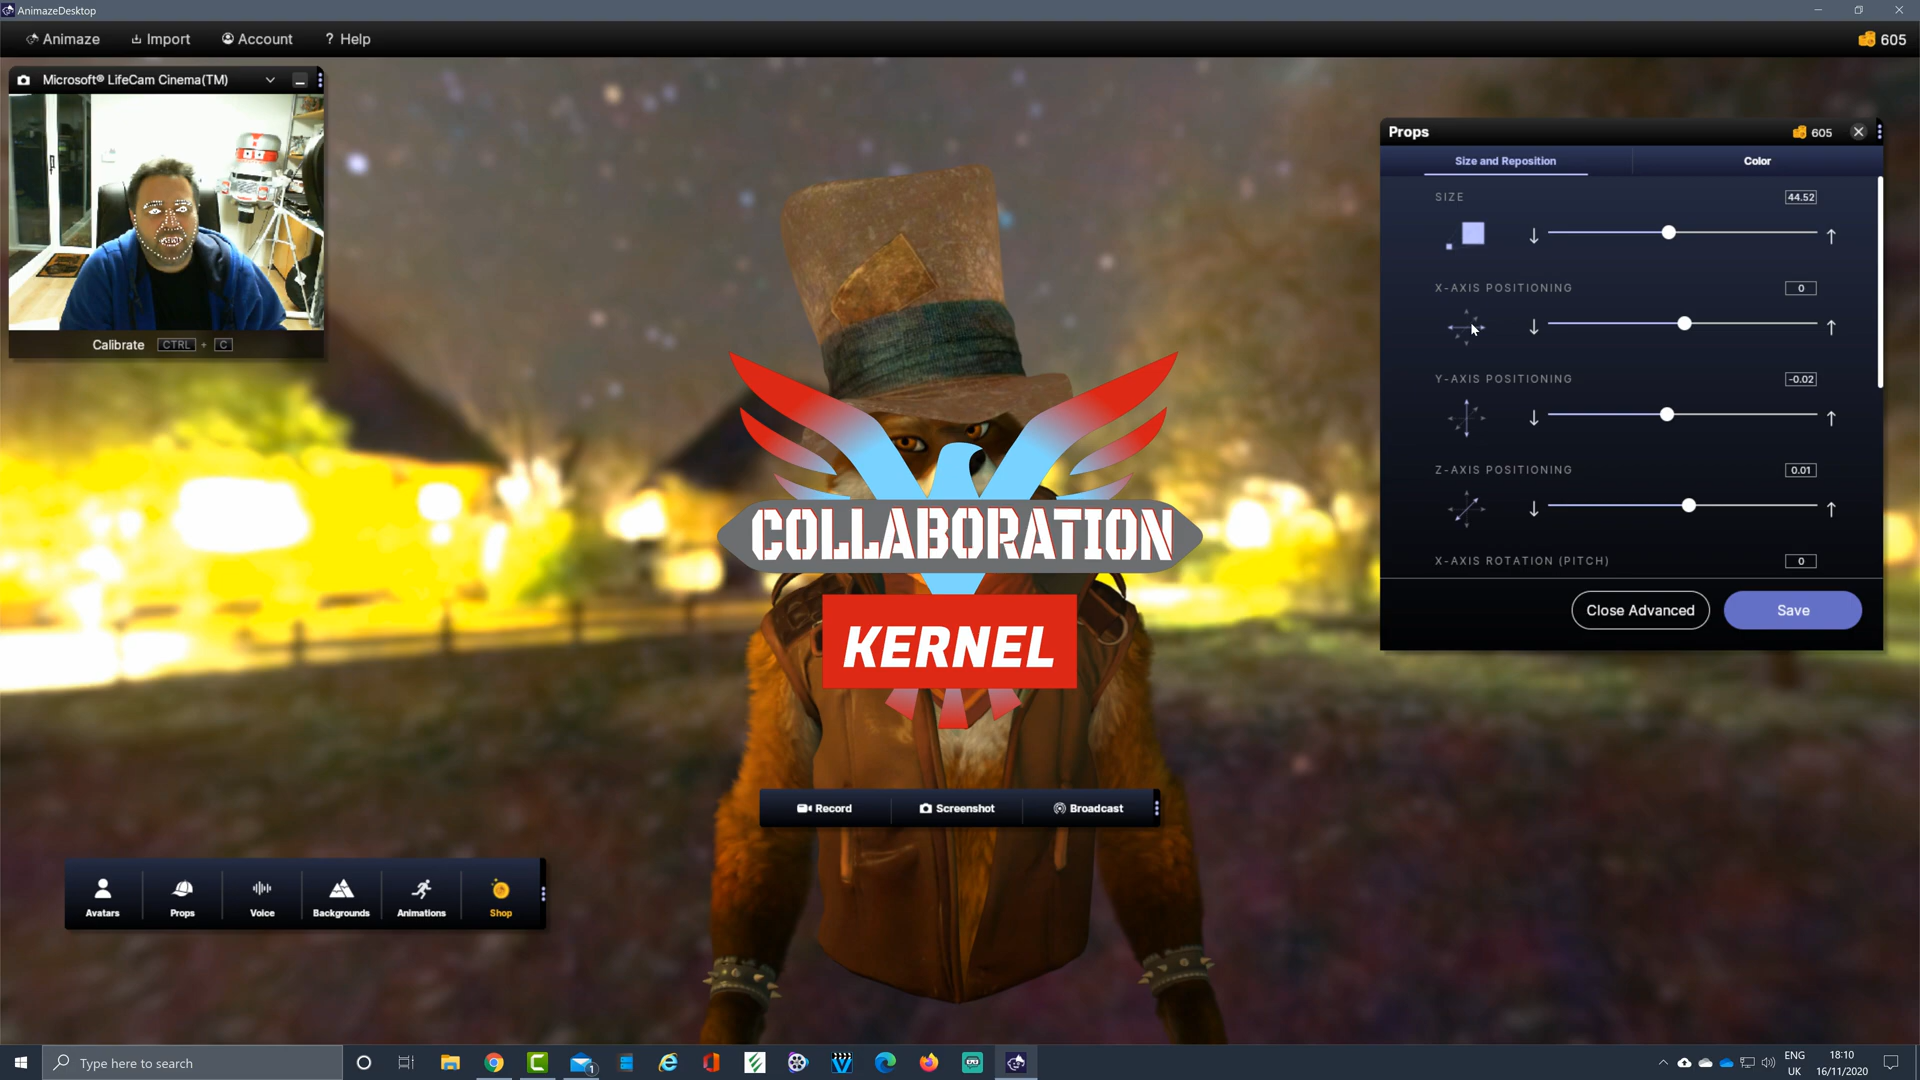 AnimazeDesktop
Animaze
Import
Account
? Help
605
Microsoft® LifeCam Cinema(TM)
Calibrate CTRL + C
Props
605
Size and Reposition
Color
SIZE
44.52
X-AXIS POSITIONING
0
Y-AXIS POSITIONING
-0.02
Z-AXIS POSITIONING
0.01
X-AXIS ROTATION (PITCH)
0
Close Advanced
Save
COLLABORATION
KERNEL
Record
Screenshot
Broadcast
Avatars
Props
Voice
Backgrounds
Animations
Shop
Type here to search
1
ENG
UK
18:10
16/11/2020